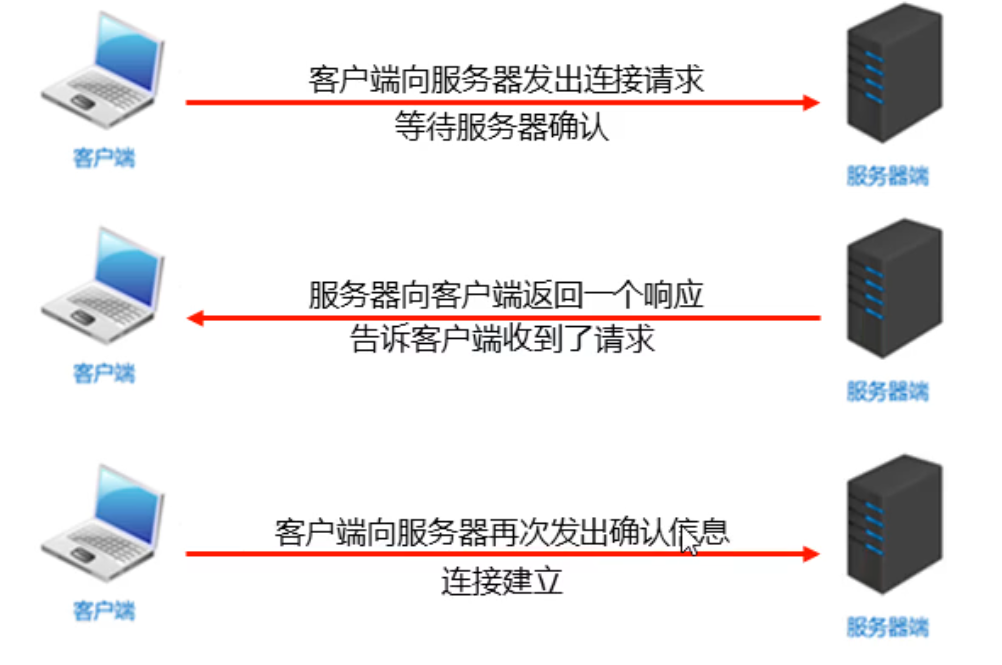 客户端向服务器发出连接请求
等待服务器确认
客户端
服务器端
服务器向客户端返回一个响应
告诉客户端收到了请求
客户端
服务器端
客户端向服务器再次发出确认信息
连接建立
客户端
服务器端